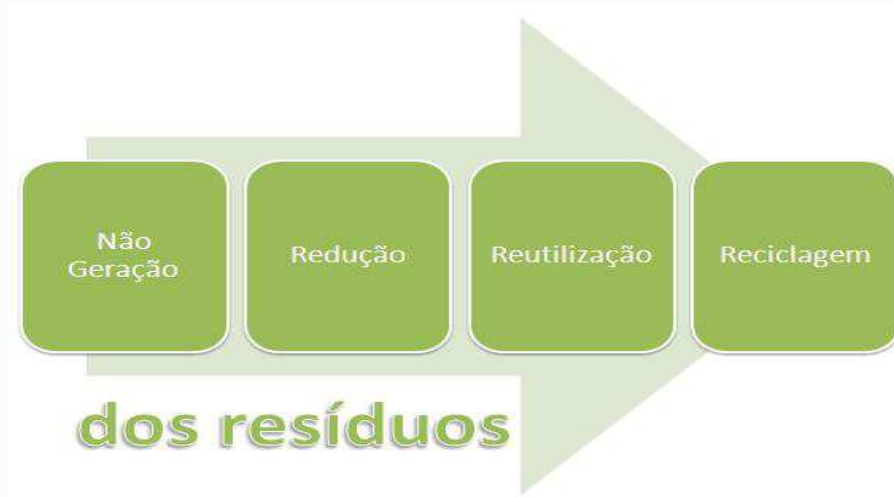 Não
Geração
Redução
Reutilização
Reciclagem
dos resíduos